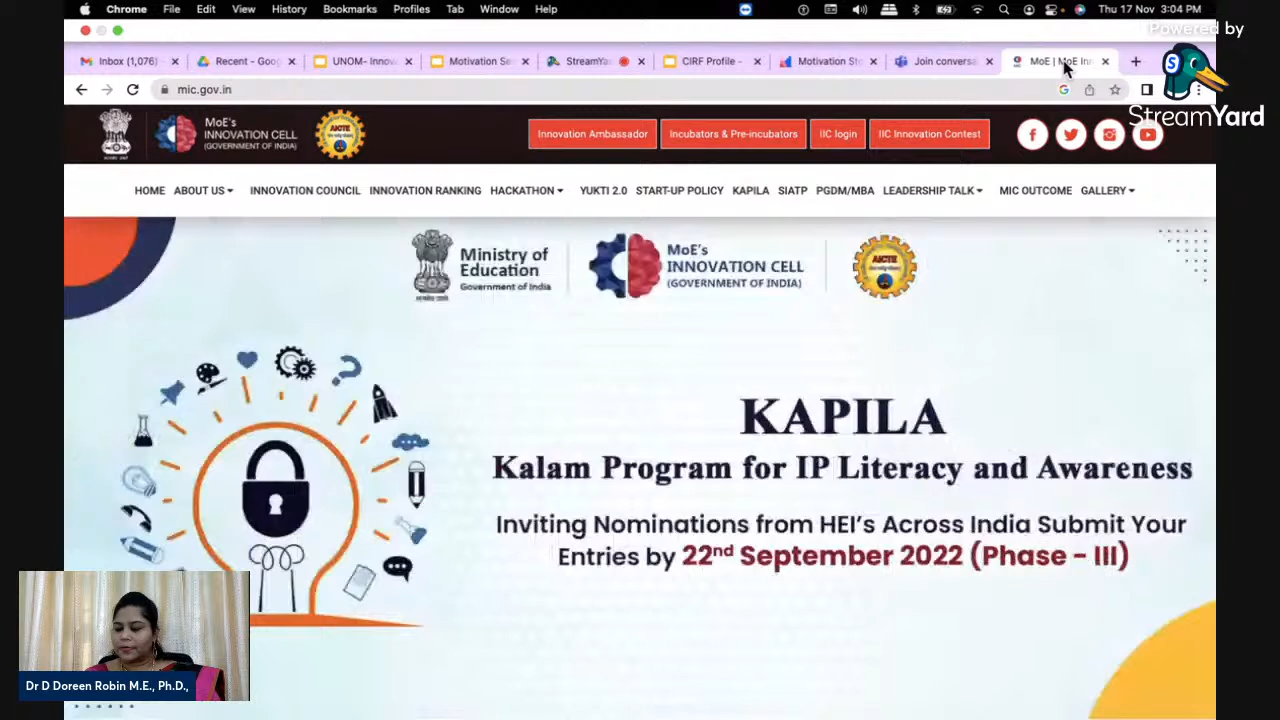 Chrome File Edit View History Bookmarks Profiles Tab Window Help Thu 17 Nov 3:04 PM
Powered by
StreamYard
Inbox (1,076) Recent - Goog UNOM- Innova Motivation Se StreamYa CIRF Profile - Motivation Sto Join conversa MoE | MoE Inn
mic.gov.in
MoE's
INNOVATION CELL
(GOVERNMENT OF INDIA)
AICTE
Innovation Ambassador Incubators & Pre-incubators IIC login IIC Innovation Contest
HOME ABOUT US INNOVATION COUNCIL INNOVATION RANKING HACKATHON YUKTI 2.0 START-UP POLICY KAPILA SIATP PGDM/MBA LEADERSHIP TALK MIC OUTCOME GALLERY
Ministry of
Education
Government of India
MoE's
INNOVATION CELL
(GOVERNMENT OF INDIA)
AICTE
KAPILA
Kalam Program for IP Literacy and Awareness
Inviting Nominations from HEI's Across India Submit Your
Entries by 22nd September 2022 (Phase - III)
Dr D Doreen Robin M.E., Ph.D.,